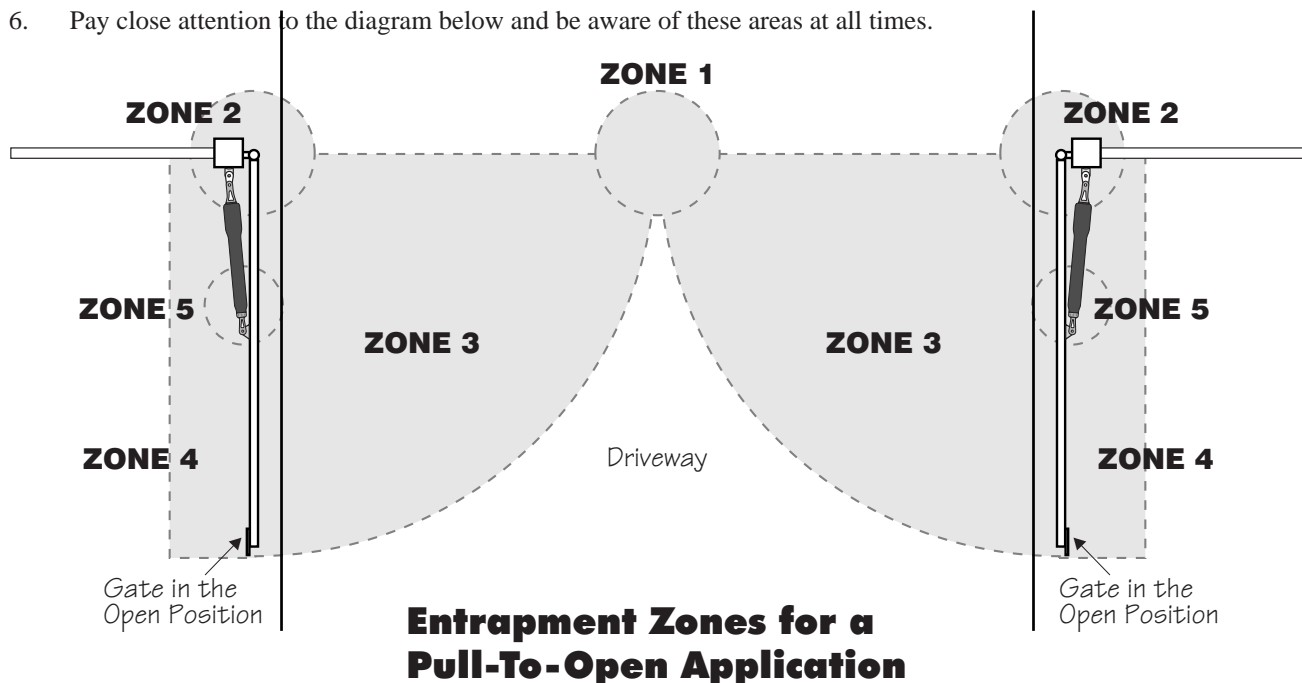 6. Pay close attention to the diagram below and be aware of these areas at all times.
ZONE 1
ZONE 2
ZONE 2
ZONE 5
ZONE 5
ZONE 3
ZONE 3
ZONE 4
Driveway
ZONE 4
Gate in the
Open Position
Gate in the
Open Position
Entrapment Zones for a
Pull-To-Open Application